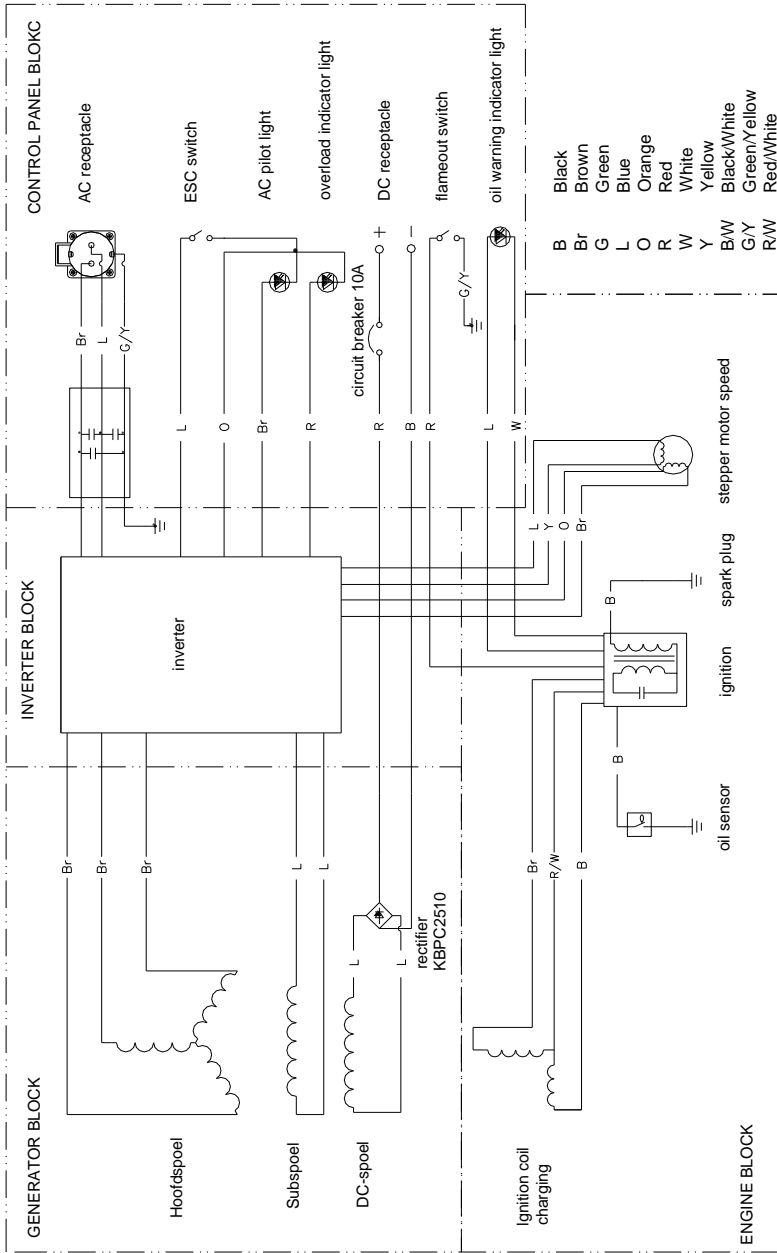 CONTROL PANEL BLOKC
AC receptacle
ESC switch
AC pilot light
overload indicator light
DC receptacle
flameout switch
oil warning indicator light
circuit breaker 10A
+
−
Br
L
G/Y
L
O
Br
R
R
B
R
G/Y
L
W
B Black
Br Brown
G Green
L Blue
O Orange
R Red
W White
Y Yellow
B/W Black/White
G/Y Green/Yellow
R/W Red/White
INVERTER BLOCK
inverter
GENERATOR BLOCK
Br
Br
Br
L
L
L
L
Hoofdspoel
Subspoel
DC-spoel
rectifier
KBPC2510
ENGINE BLOCK
Ignition coil
charging
Br
R/W
B
B
B
L
Y
O
Br
oil sensor
ignition
spark plug
stepper motor speed